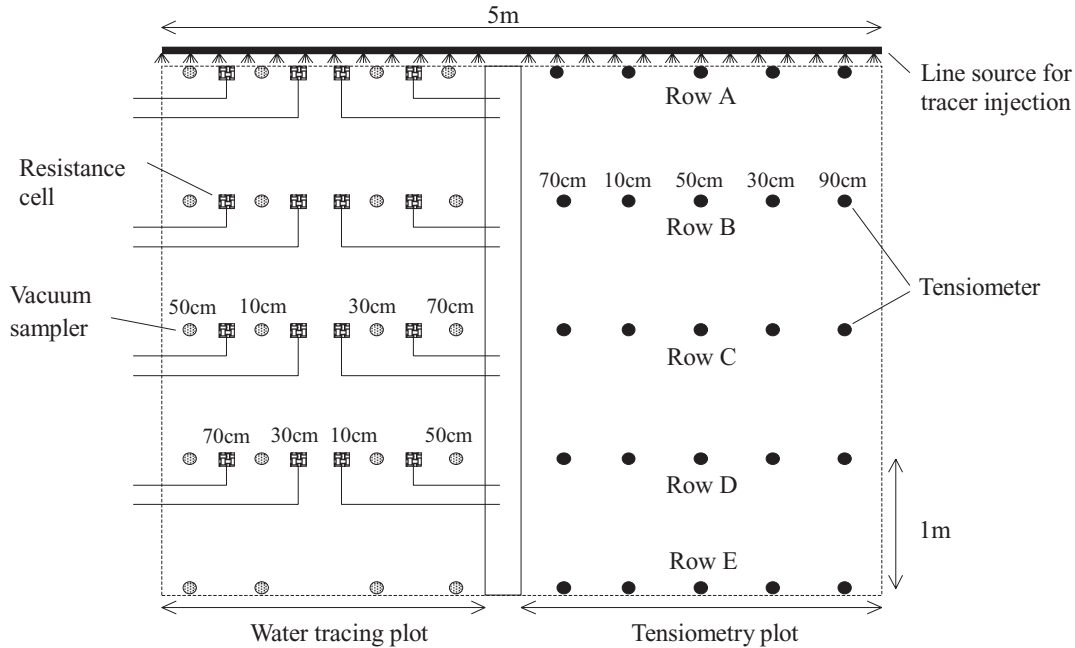 5m
Line source for
tracer injection
Row A
Resistance
cell
70cm 10cm 50cm 30cm 90cm
Row B
Vacuum
sampler
50cm 10cm 30cm 70cm
Tensiometer
Row C
70cm 30cm 10cm 50cm
Row D
1m
Row E
Water tracing plot
Tensiometry plot